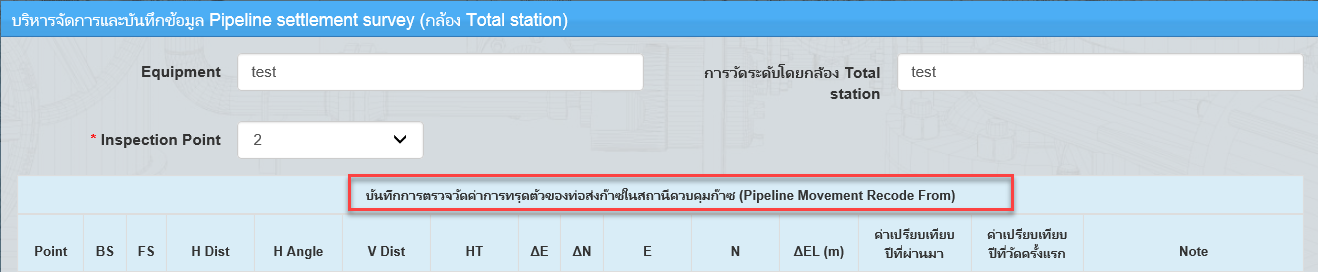 บริหารจัดการและบันทึกข้อมูล Pipeline settlement survey (กล้อง Total station)
Equipment test การวัดระดับโดยกล้อง Total station test
* Inspection Point 2
บันทึกการตรวจวัดค่าการทรุดตัวของท่อส่งก๊าซในสถานีควบคุมก๊าซ (Pipeline Movement Recode From)
Point BS FS H Dist H Angle V Dist HT ΔE ΔN E N ΔEL (m) ค่าเปรียบเทียบ ปีที่ผ่านมา ค่าเปรียบเทียบ ปีที่วัดครั้งแรก Note